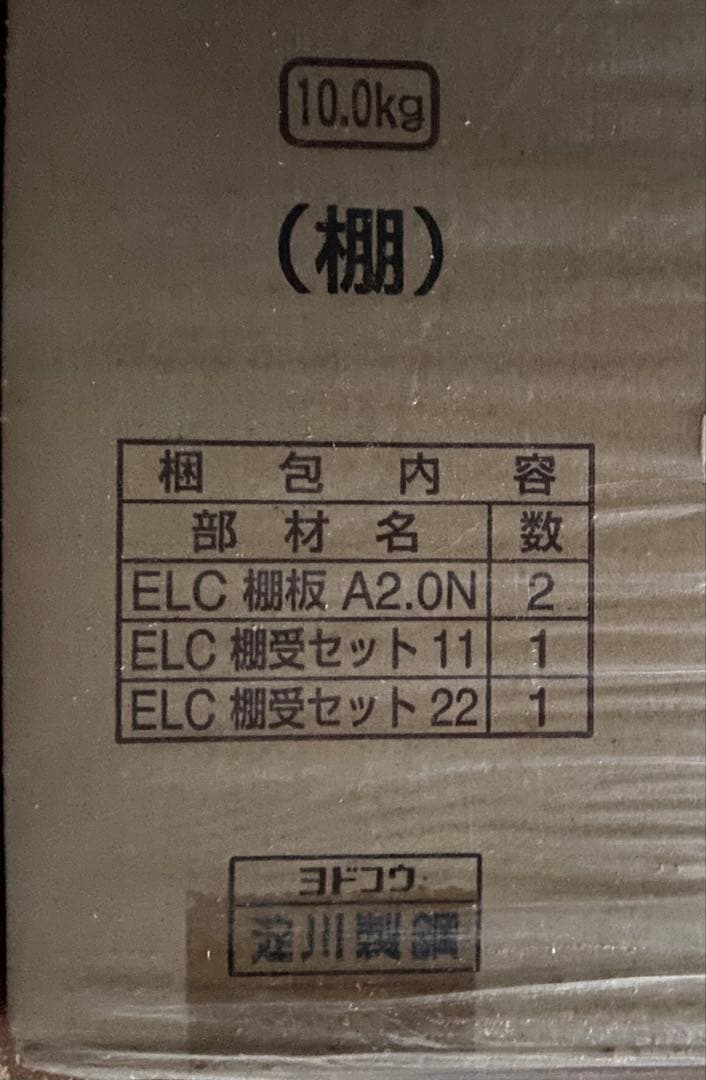 10.0kg
（棚）
梱包内容
部材名 数
ELC 棚板 A2.0N 2
ELC 棚受セット 11 1
ELC 棚受セット 22 1
ヨドコウ
淀川製鋼